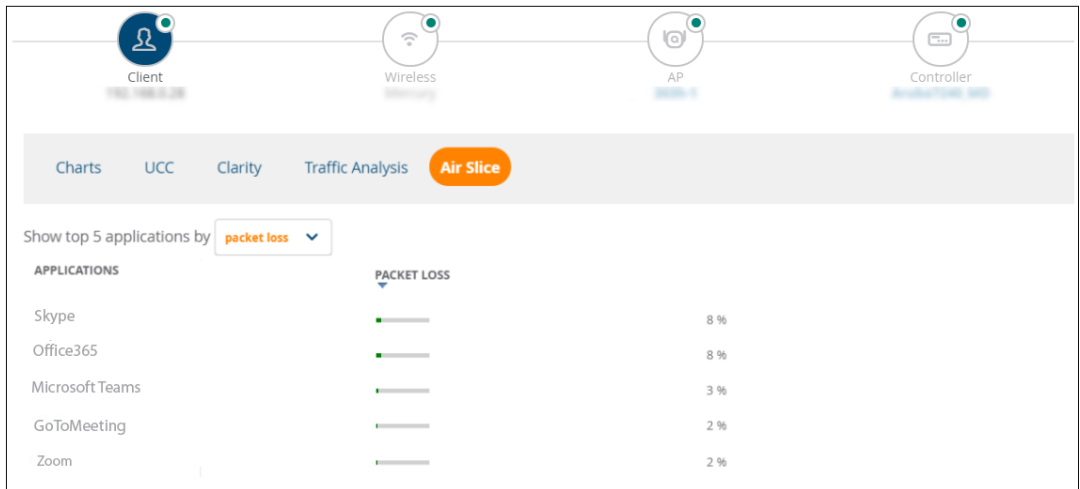 Client
Wireless
AP
Controller
Charts UCC Clarity Traffic Analysis Air Slice
Show top 5 applications by packet loss
APPLICATIONS PACKET LOSS
Skype 8 %
Office365 8 %
Microsoft Teams 3 %
GoToMeeting 2 %
Zoom 2 %